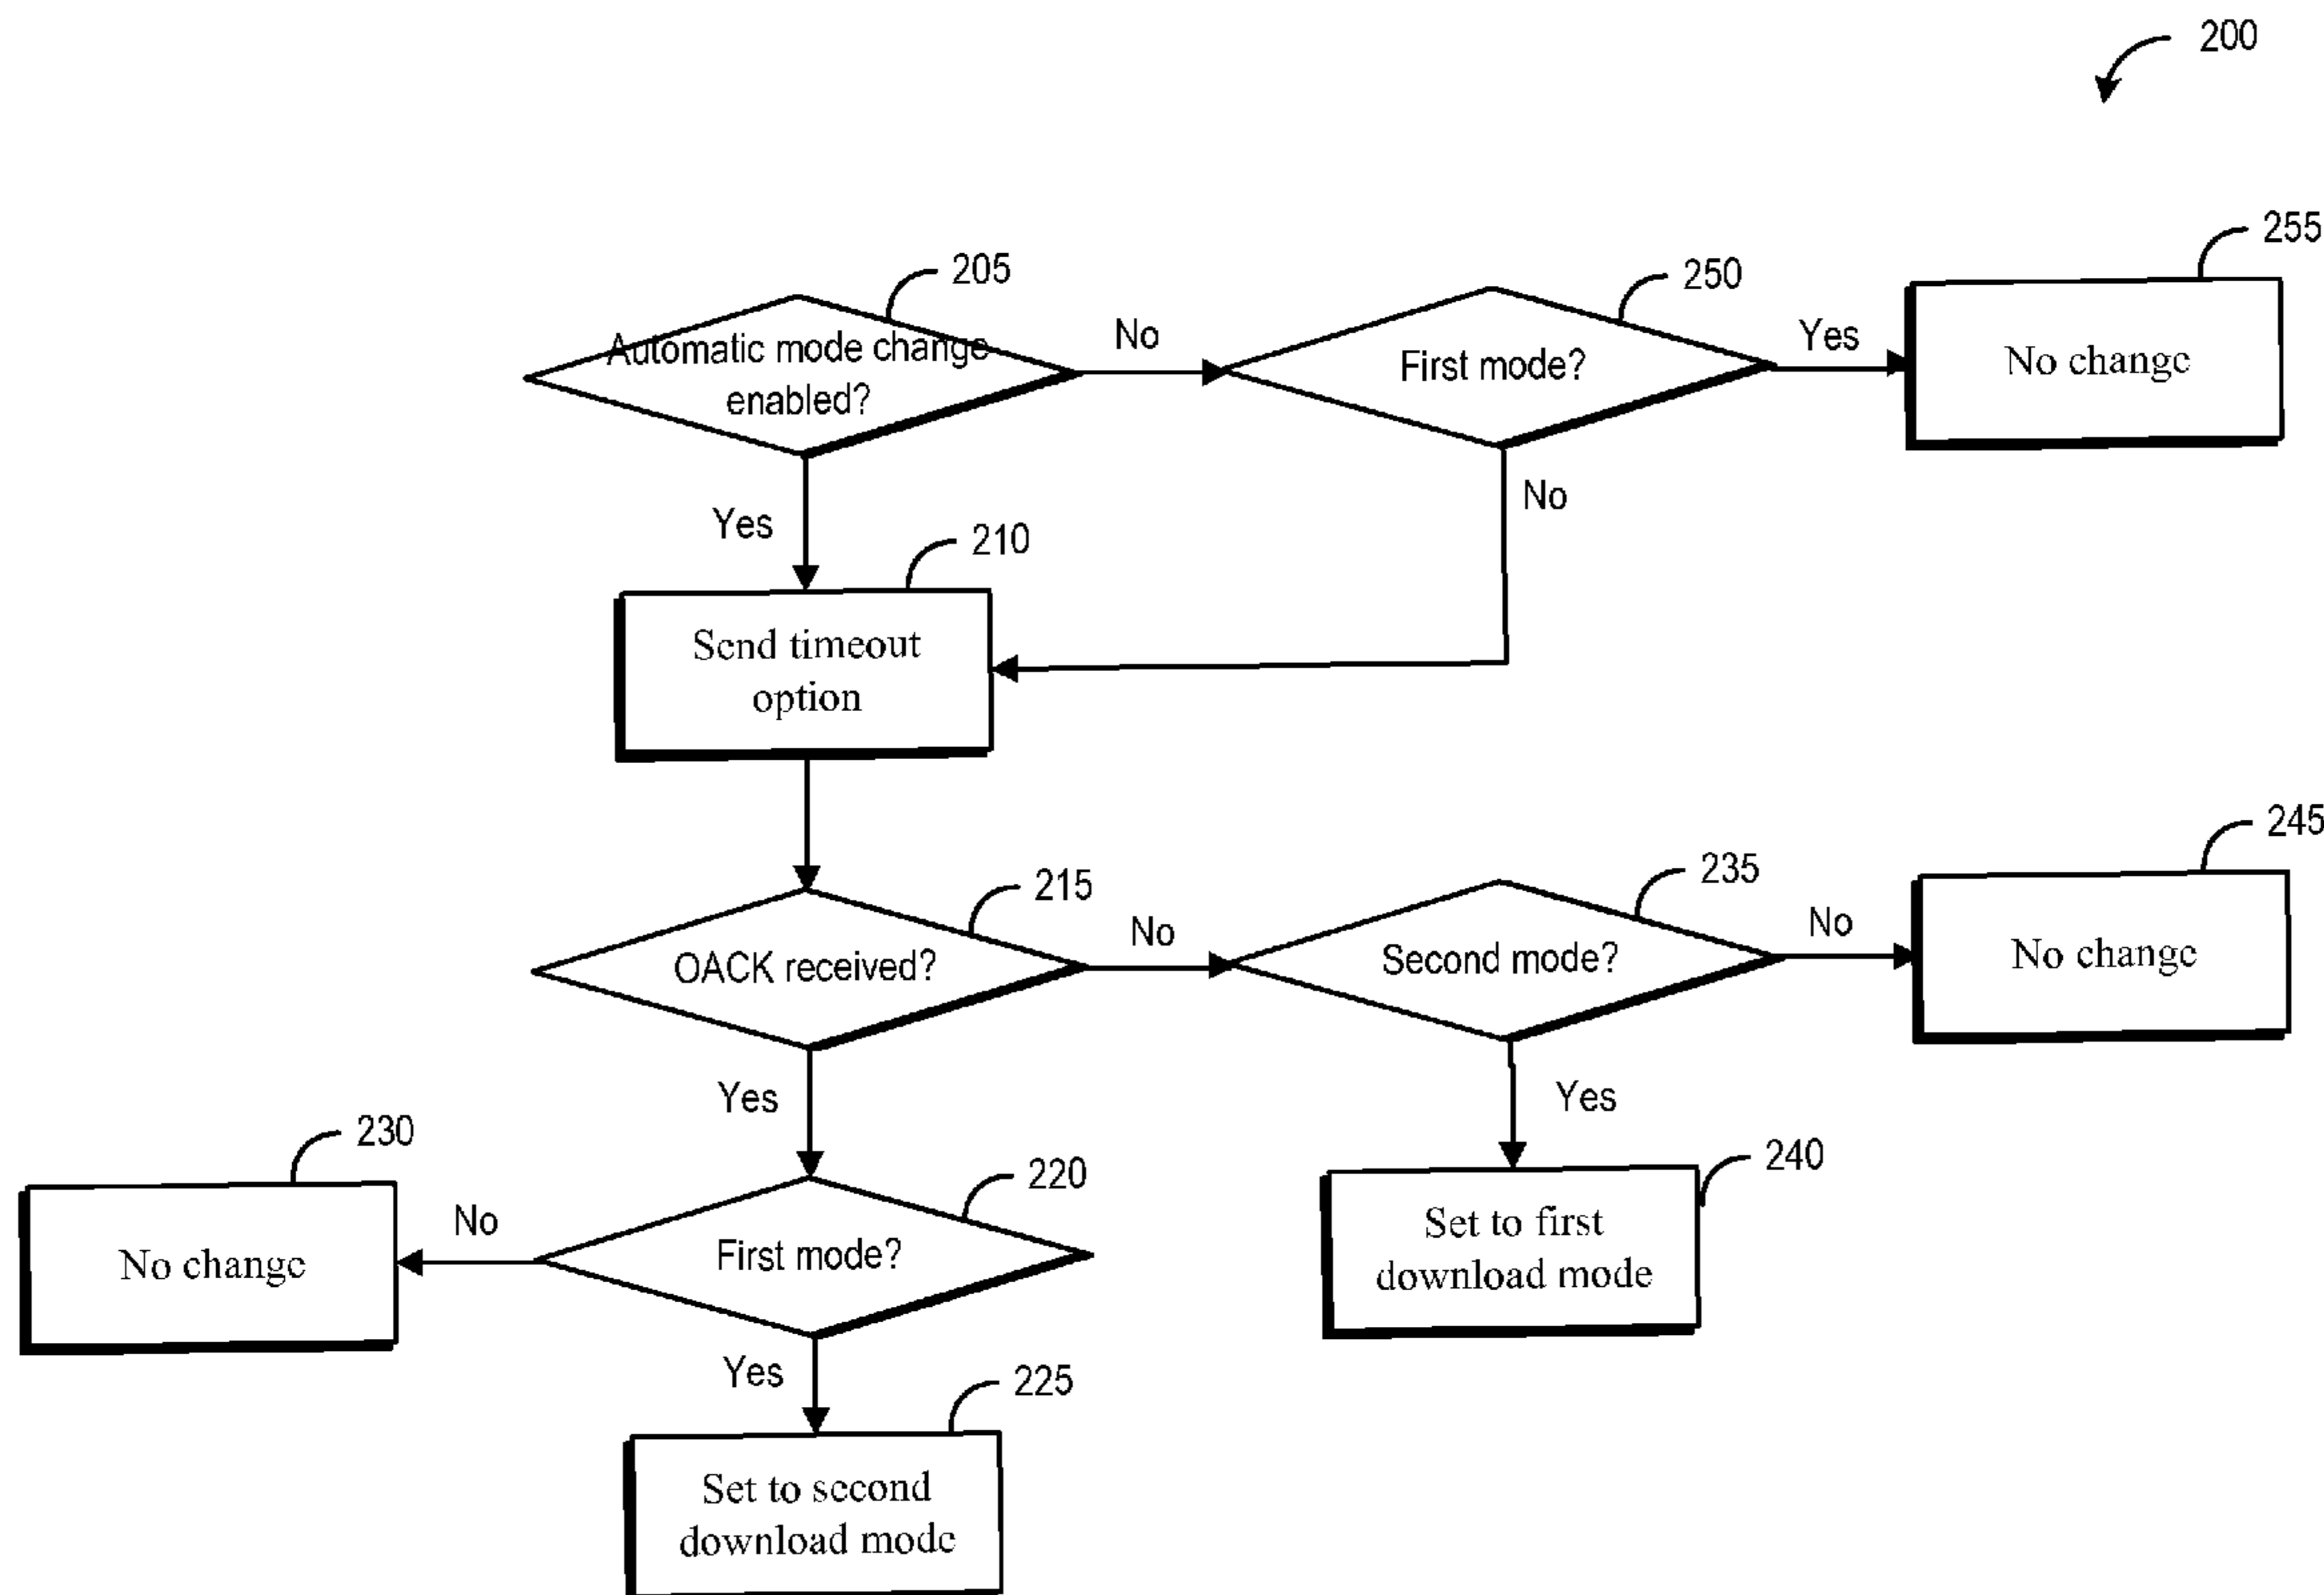 200
205
Automatic mode change
enabled?
No
250
First mode?
Yes
255
No change
Yes
No
210
Send timeout
option
215
OACK received?
No
235
Second mode?
No
245
No change
Yes
Yes
230
No change
No
220
First mode?
240
Set to first
download mode
Yes
225
Set to second
download mode